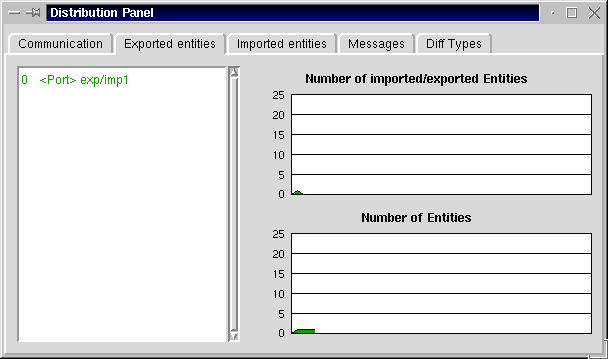 Distribution Panel
Communication Exported entities Imported entities Messages Diff Types
0 <Port> exp/imp1
Number of imported/exported Entities
25
20
15
10
5
0
Number of Entities
25
20
15
10
5
0